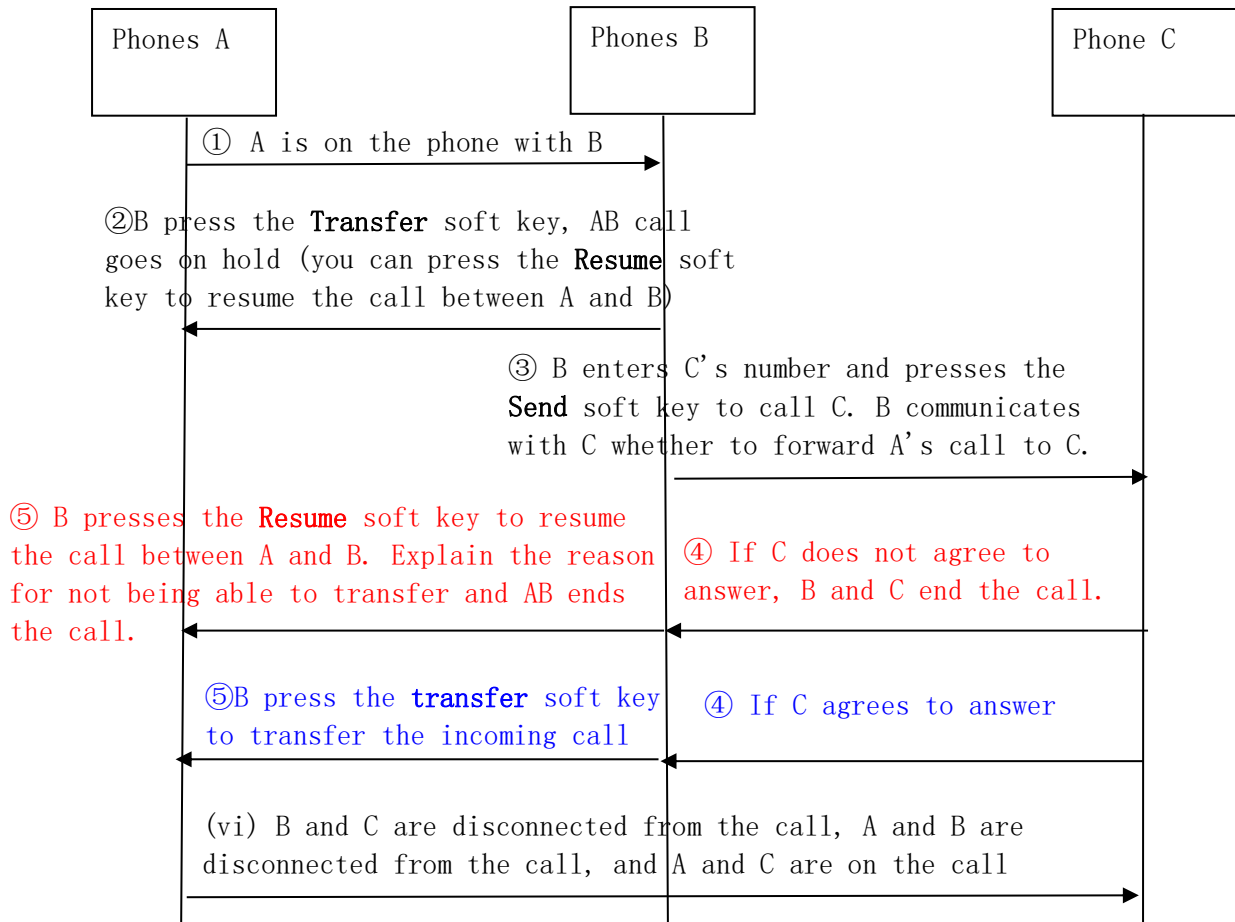 Phones A
Phones B
Phone C
① A is on the phone with B
②B press the Transfer soft key, AB call
goes on hold (you can press the Resume soft
key to resume the call between A and B)
③ B enters C's number and presses the
Send soft key to call C. B communicates
with C whether to forward A's call to C.
⑤ B presses the Resume soft key to resume
the call between A and B. Explain the reason
for not being able to transfer and AB ends
the call.
④ If C does not agree to
answer, B and C end the call.
⑤B press the transfer soft key
to transfer the incoming call
④ If C agrees to answer
(vi) B and C are disconnected from the call, A and B are
disconnected from the call, and A and C are on the call